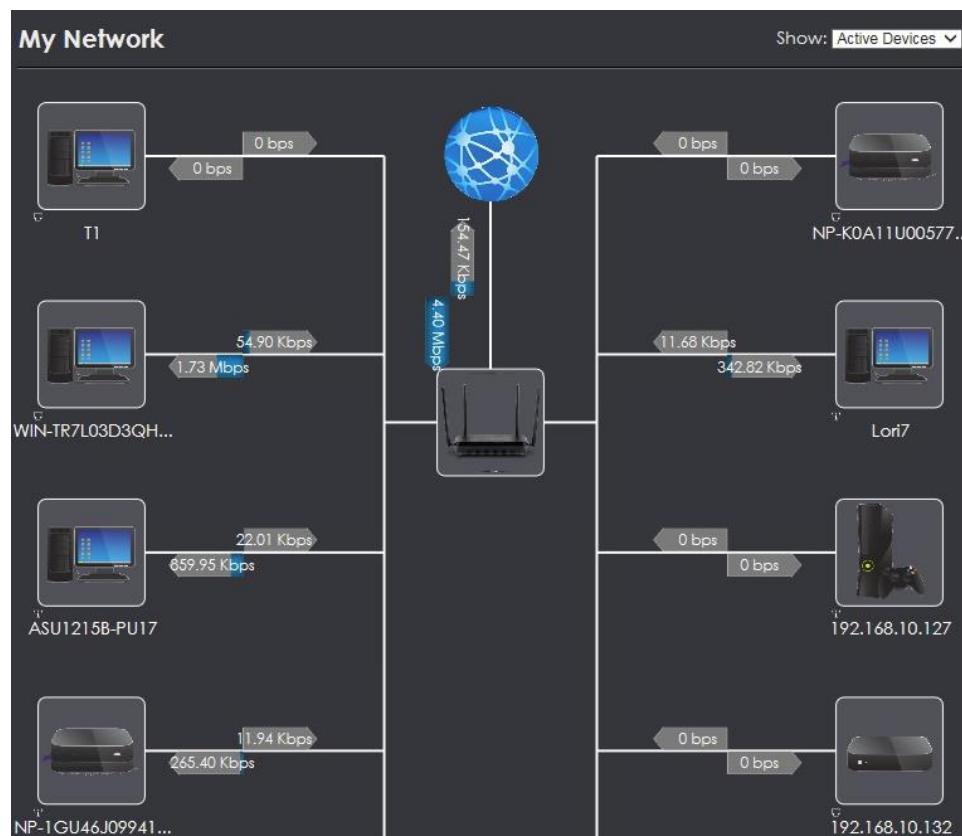 My Network
Show: Active Devices
0 bps
0 bps
T1
0 bps
0 bps
NP-K0A11U00577...
154.47 Kbps
4.40 Mbps
54.90 Kbps
1.73 Mbps
WIN-TR7L03D3QH...
11.68 Kbps
342.82 Kbps
Lori7
22.01 Kbps
859.95 Kbps
ASU1215B-PU17
0 bps
0 bps
192.168.10.127
11.94 Kbps
265.40 Kbps
NP-1GU46J09941...
0 bps
0 bps
192.168.10.132